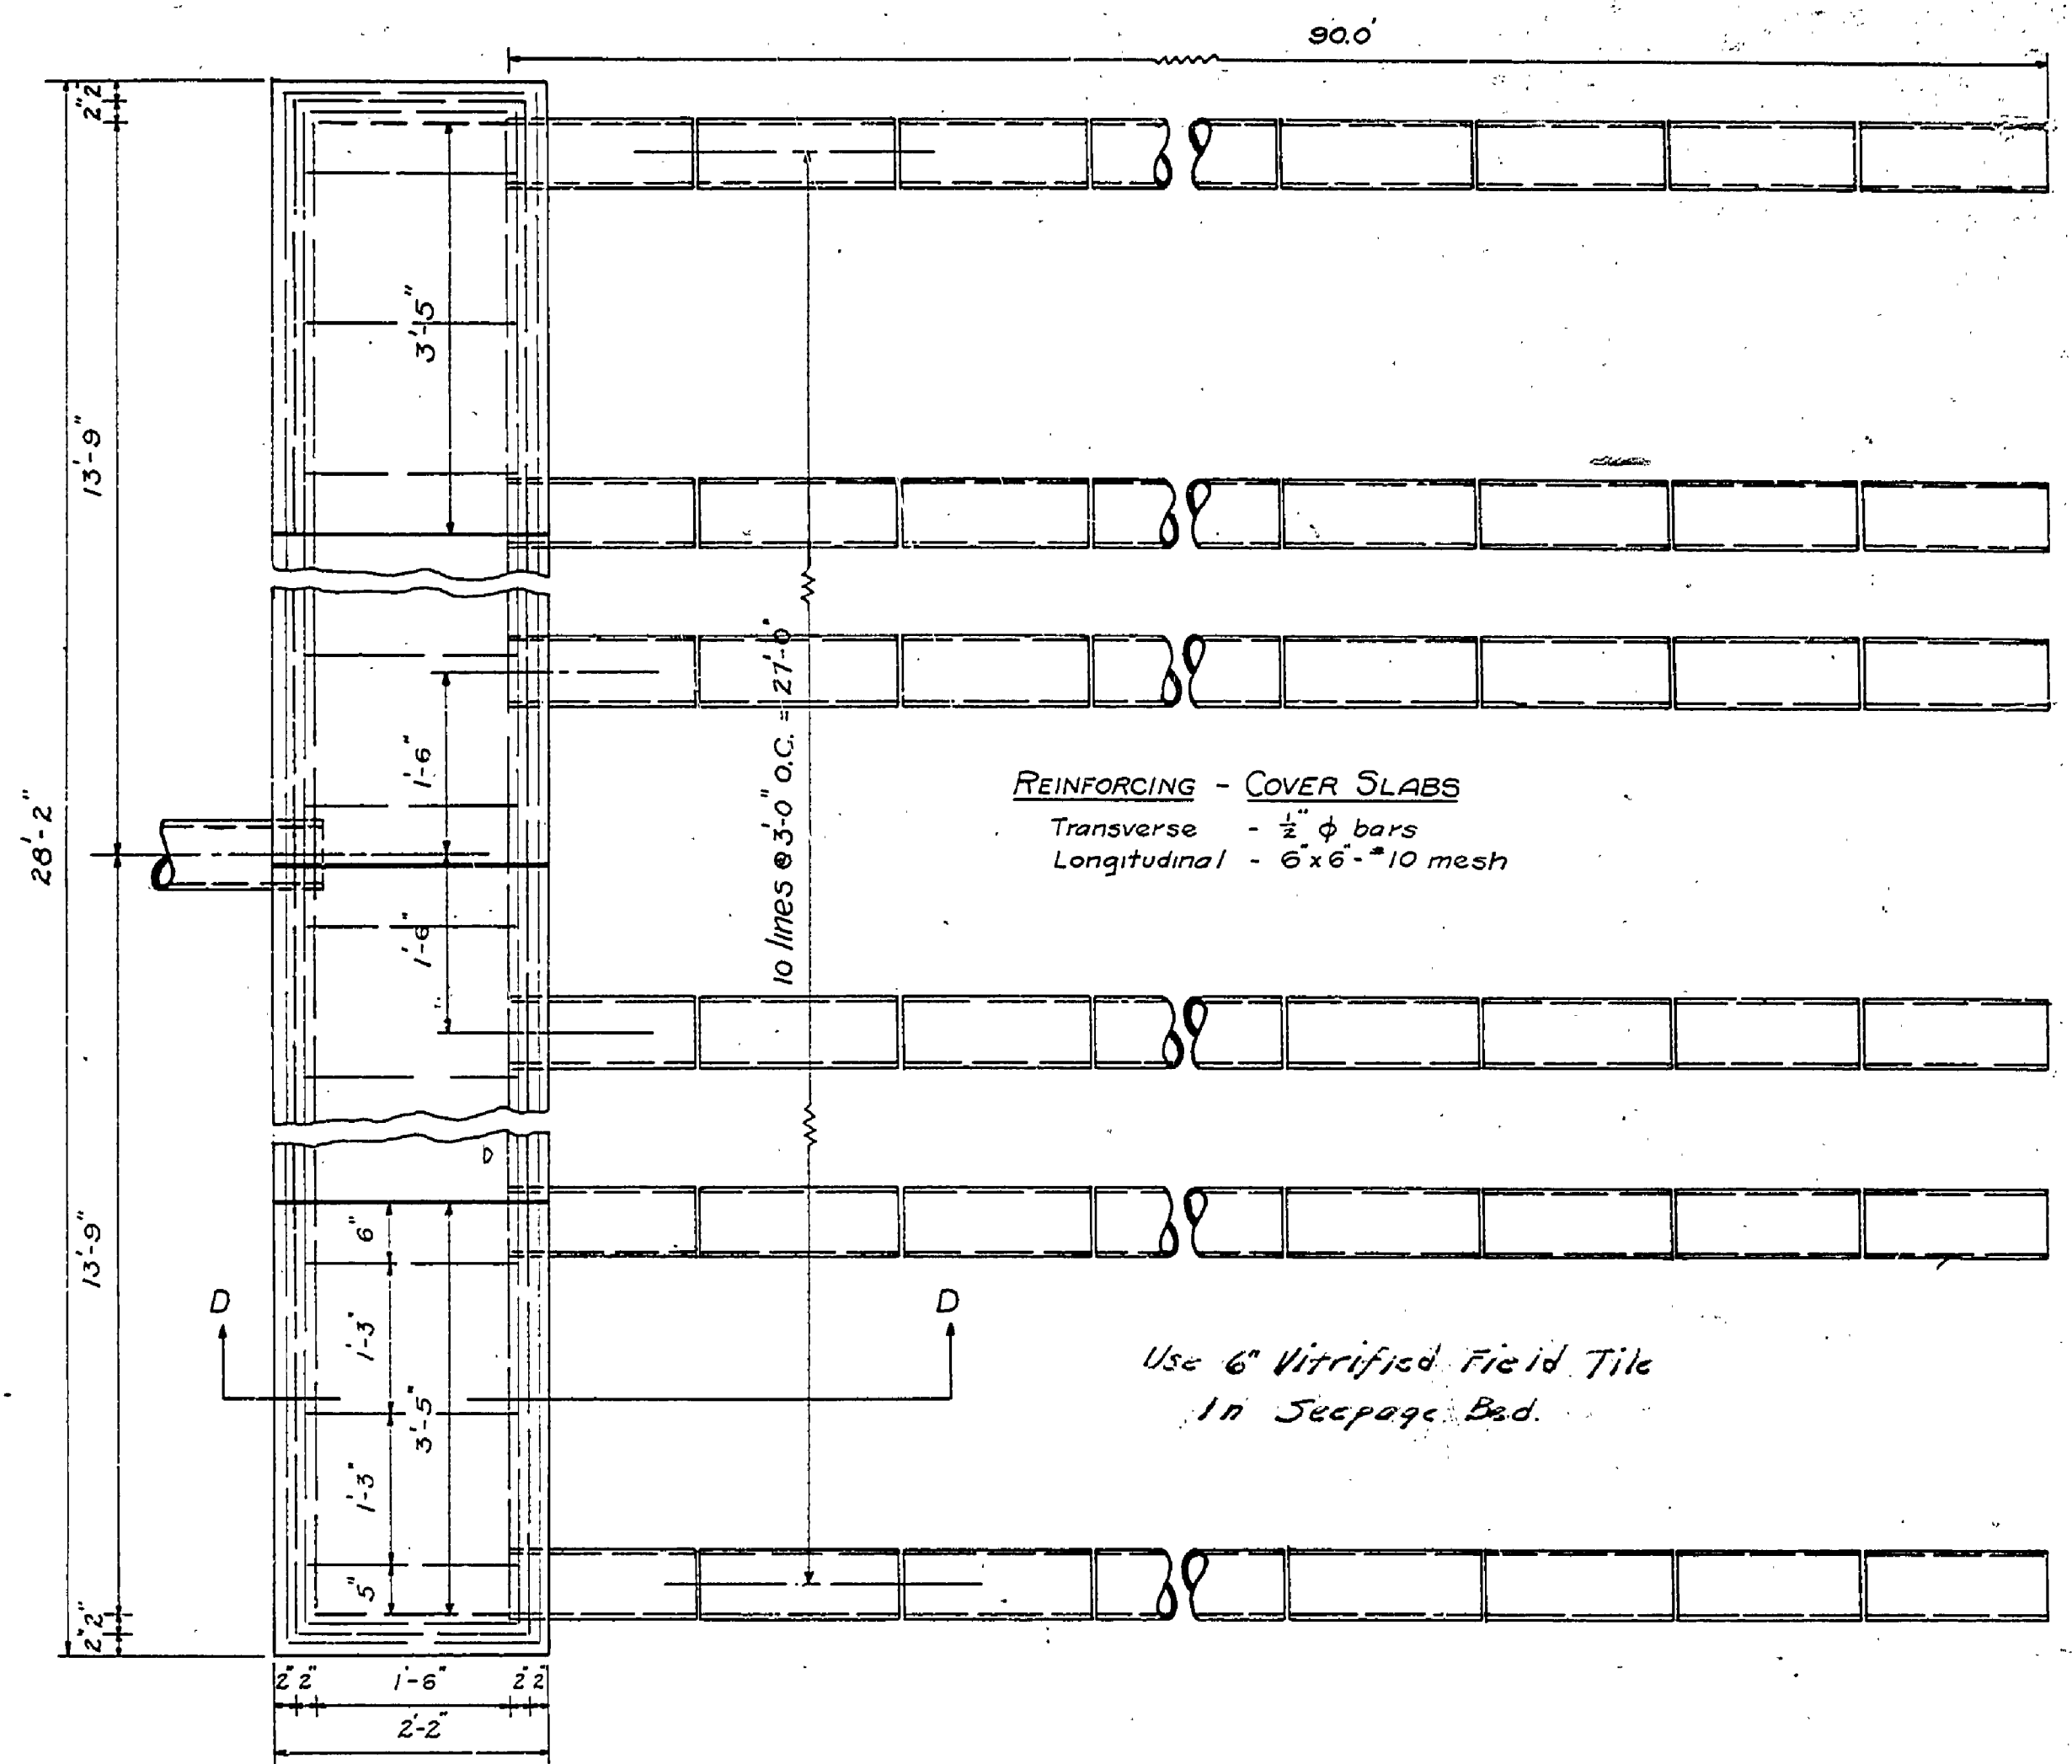 90.0'
2" 2"
3'-5"
13'-9"
28'-2"
10 lines @ 3'-0" O.C. = 27'-0"
1'-6"
REINFORCING - COVER SLABS
Transverse - ½" ϕ bars
Longitudinal - 6"x6"-#10 mesh
1'-6"
D
6"
13'-9"
D D
1'-3"
Use 6" Vitrified Field Tile
In Seepage Bed.
3'-5"
1'-3"
5"
2" 2"
2" 2" 1'-6" 2" 2"
2'-2"